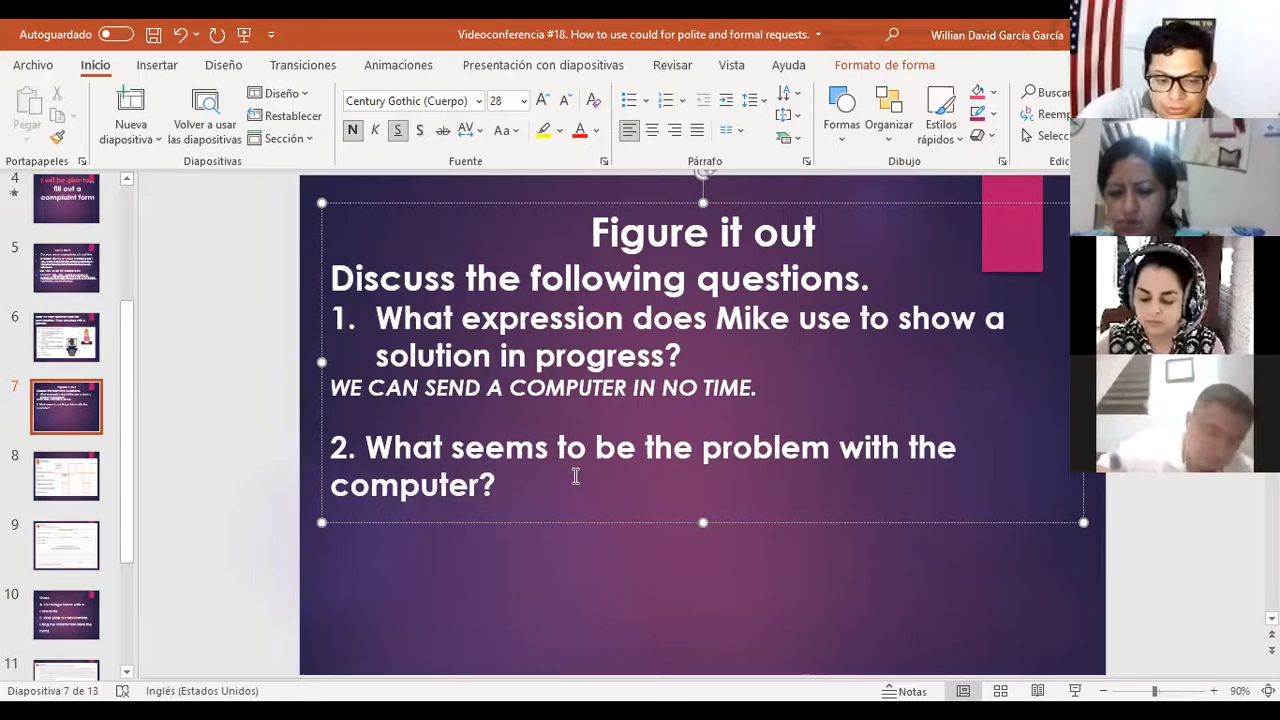 Autoguardado
Videoconferencia #18. How to use could for polite and formal requests.
Willian David García García
Archivo Inicio Insertar Diseño Transiciones Animaciones Presentación con diapositivas Revisar Vista Ayuda Formato de forma
Pegar
Nueva diapositiva
Volver a usar las diapositivas
Diseño
Restablecer
Sección
Century Gothic (Cuerpo) 28
N K S S ab AV Aa A
Formas
Organizar
Estilos rápidos
Buscar
Reemp
Selecc
Portapapeles Diapositivas Fuente Párrafo Dibujo Edi
4
fill out a
complaint form
5
6
7
8
9
10
11
Figure it out
Discuss the following questions.
1. What expression does Mike use to show a
solution in progress?
WE CAN SEND A COMPUTER IN NO TIME.
2. What seems to be the problem with the
computer?
Diapositiva 7 de 13 Inglés (Estados Unidos) Notas 90%